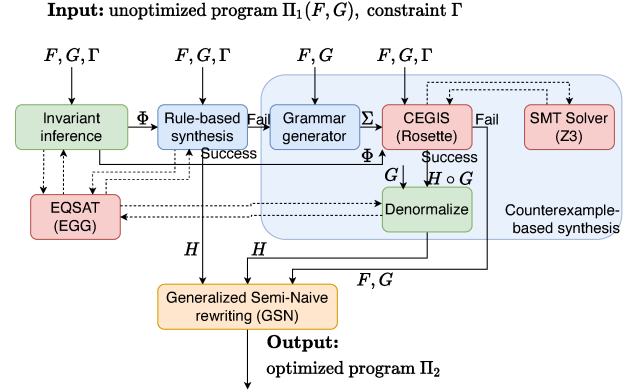 Input: unoptimized program Π₁(F, G), constraint Γ
F, G, Γ
F, G, Γ
F, G
F, G, Γ
Invariant
inference
Φ
Rule-based
synthesis
Fail
Grammar
generator
Σ
CEGIS
(Rosette)
Fail
SMT Solver
(Z3)
Success
Φ
Success
G
H ∘ G
EQSAT
(EGG)
Denormalize
Counterexample-
based synthesis
H
H
F, G
Generalized Semi-Naive
rewriting (GSN)
Output:
optimized program Π₂